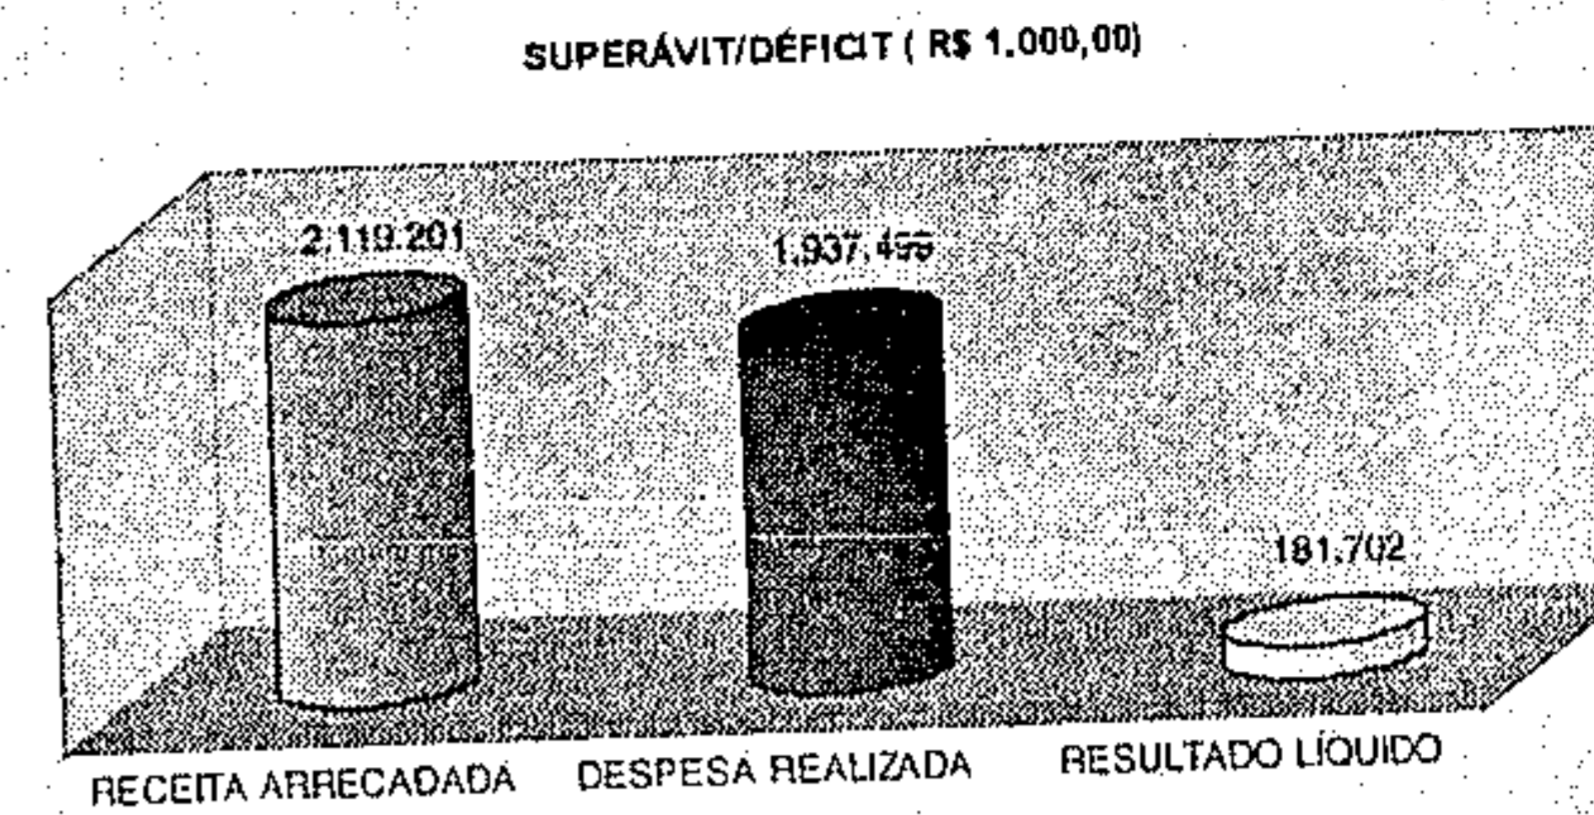 SUPERÁVIT/DÉFICIT ( R$ 1.000,00)
2.119.201
1.937.499
181.702
RECEITA ARRECADADA
DESPESA REALIZADA
RESULTADO LÍQUIDO